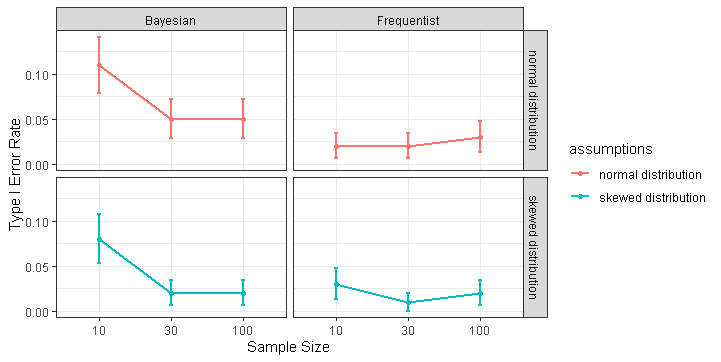 Bayesian
Frequentist
0.10
0.05
0.00
normal distribution
0.10
0.05
0.00
skewed distribution
10
30
100
10
30
100
Type I Error Rate
Sample Size
assumptions
normal distribution
skewed distribution